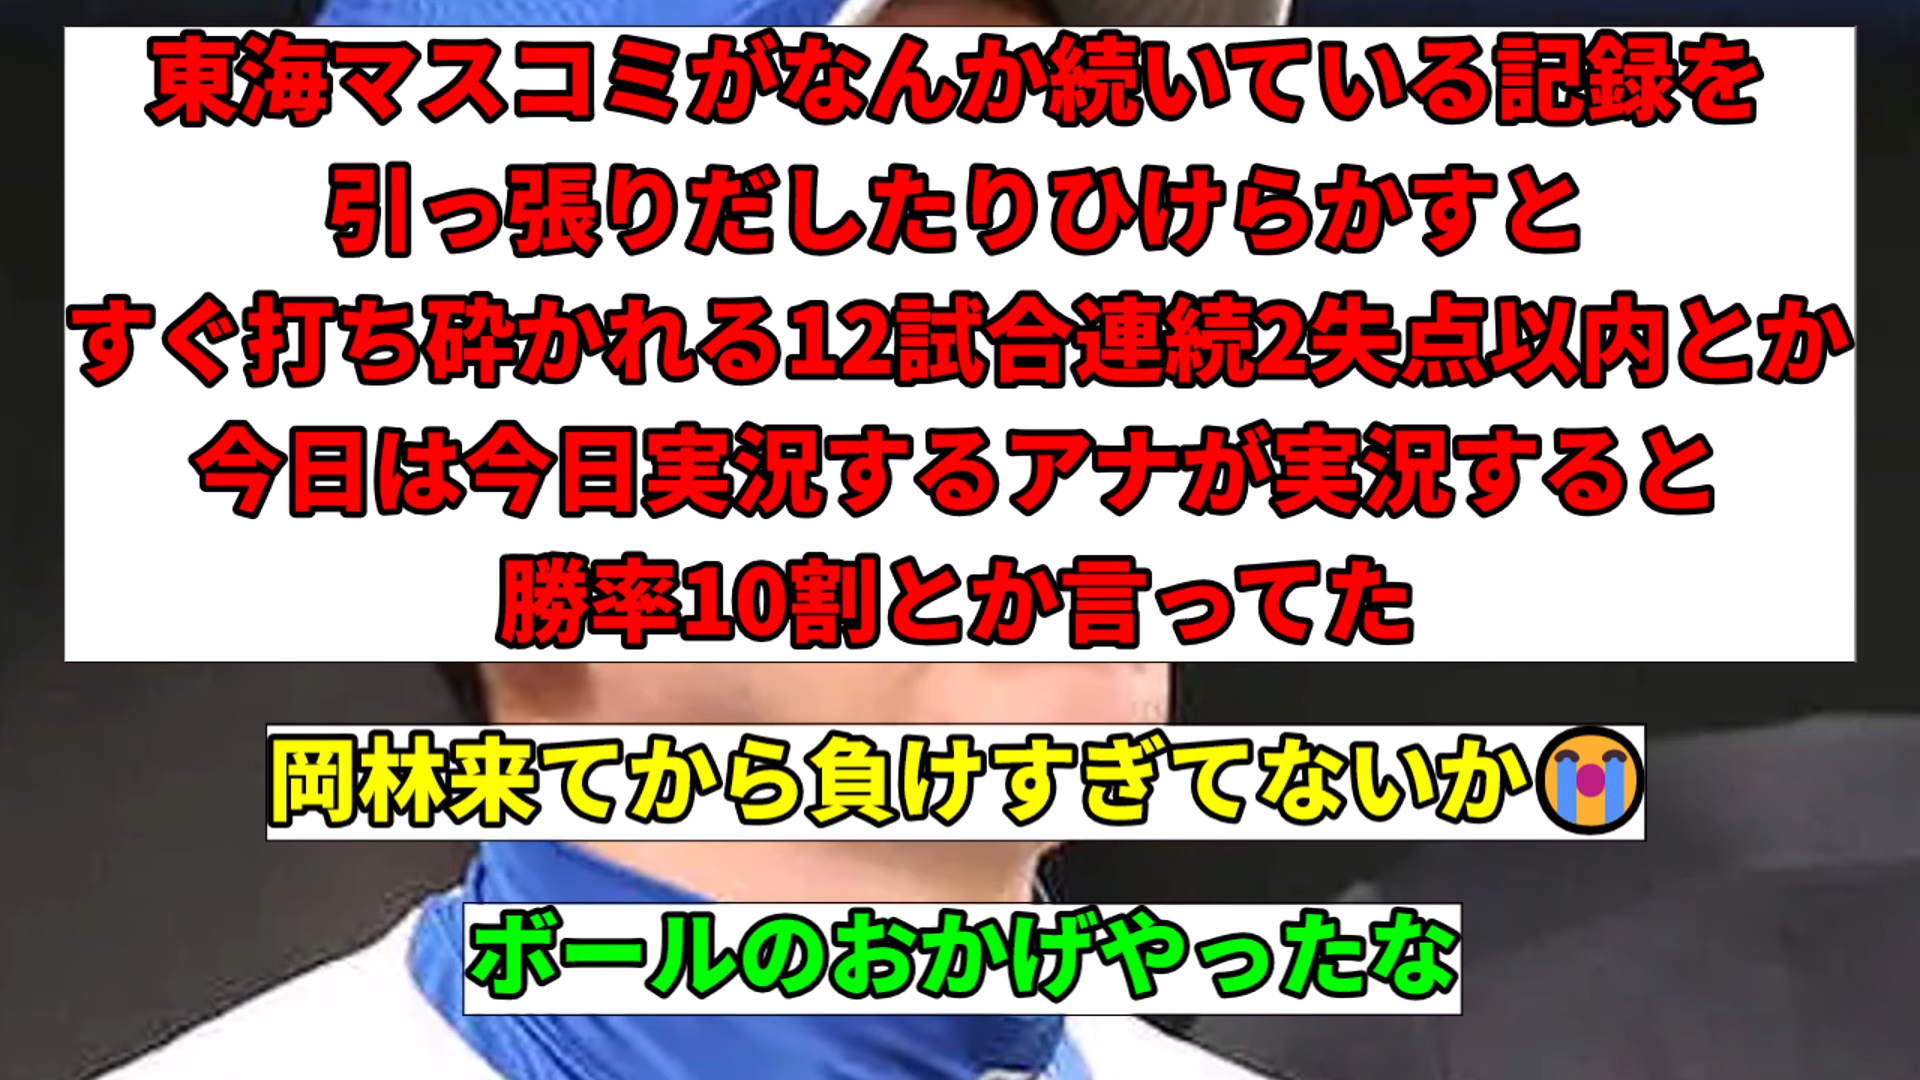 東海マスコミがなんか続いている記録を
引っ張りだしたりひけらかすと
すぐ打ち砕かれる12試合連続2失点以内とか
今日は今日実況するアナが実況すると
勝率10割とか言ってた
岡林来てから負けすぎてないか😭
ボールのおかげやったな